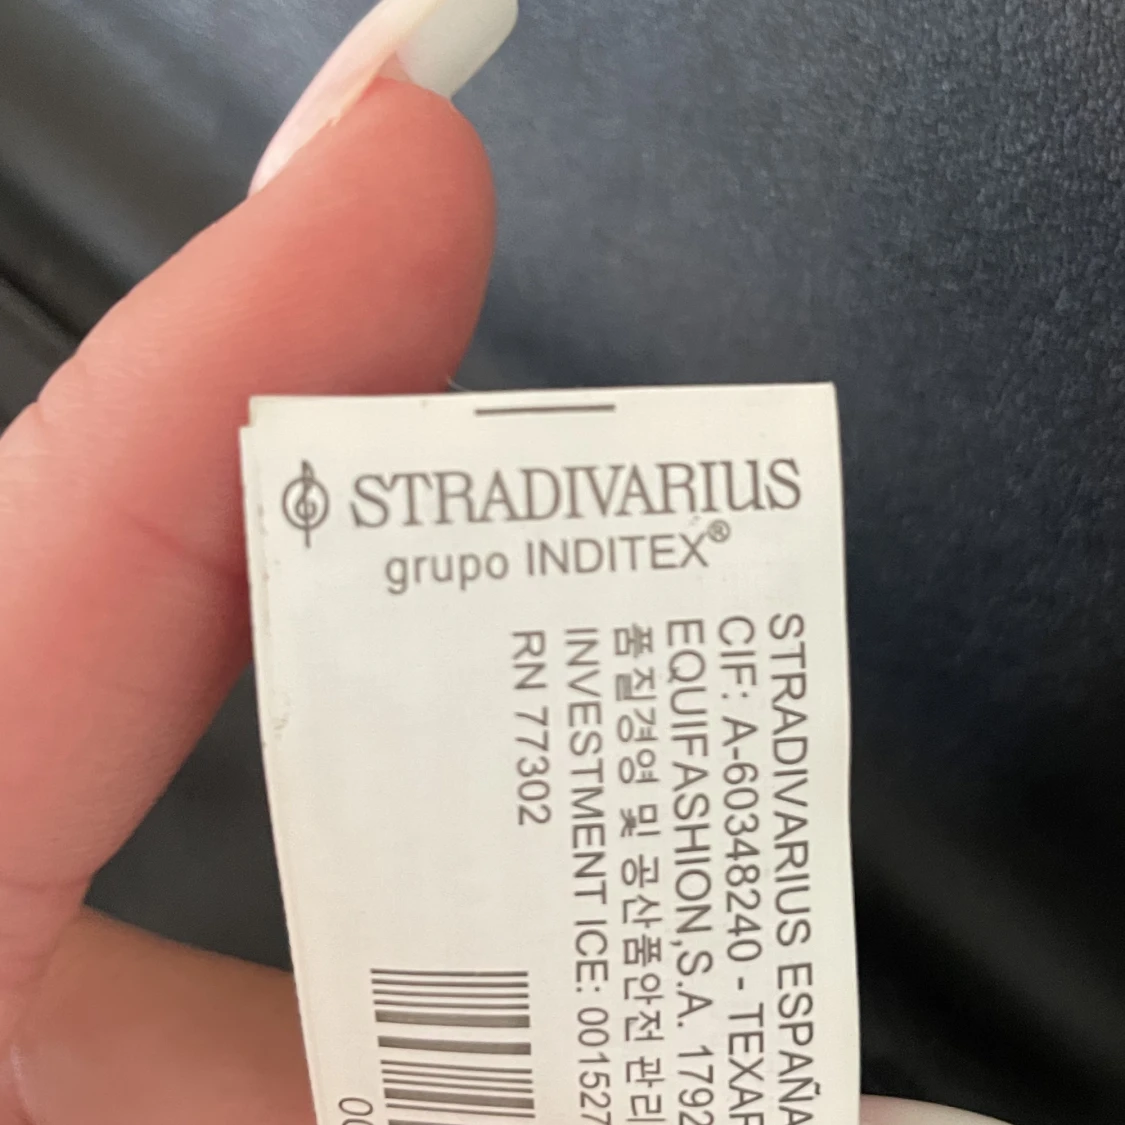 STRADIVARIUS
grupo INDITEX®
STRADIVARIUS ESPAÑA
CIF: A-60348240 - TEXAR
EQUIFASHION,S.A. 1792
품질경영 및 공산품안전 관리
INVESTMENT ICE: 001527
RN 77302